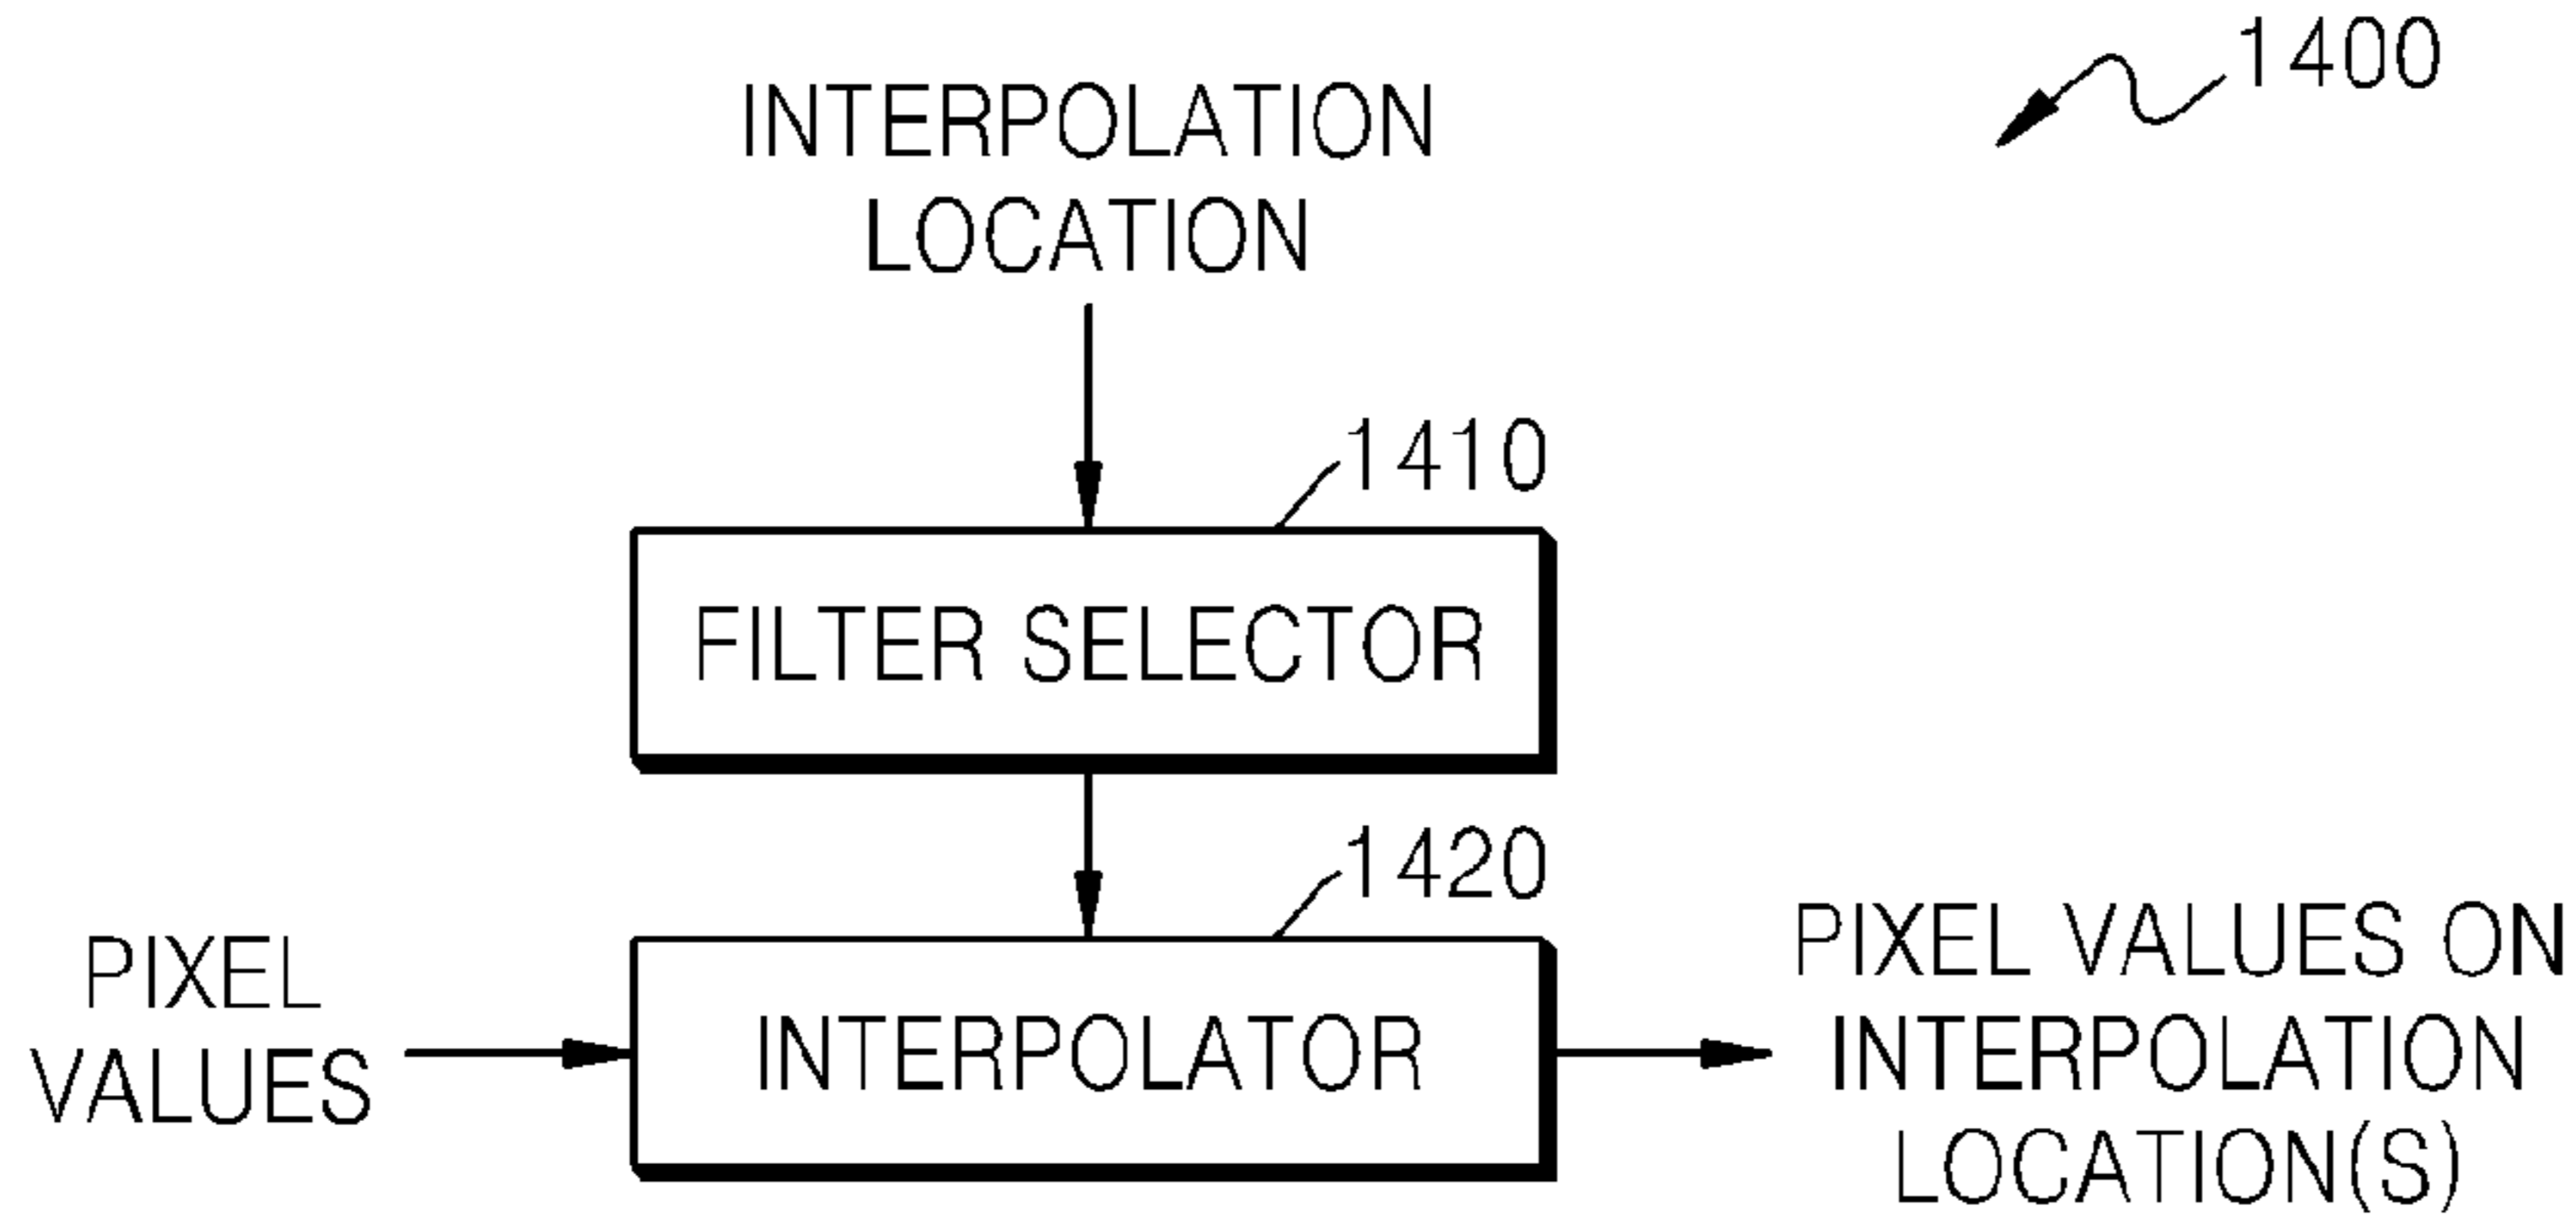 1400
INTERPOLATION
LOCATION
1410
FILTER SELECTOR
1420
PIXEL
VALUES
INTERPOLATOR
PIXEL VALUES ON
INTERPOLATION
LOCATION(S)